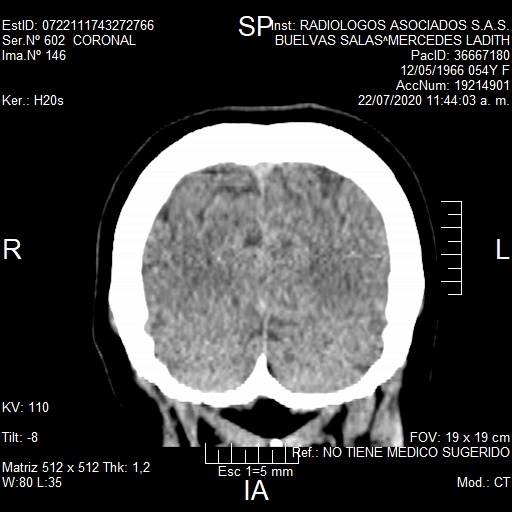 EstID: 0722111743272766
Ser.Nº 602 CORONAL
Ima.Nº 146
Ker.: H20s
SP
Inst: RADIOLOGOS ASOCIADOS S.A.S.
BUELVAS SALAS^MERCEDES LADITH
PacID: 36667180
12/05/1966 054Y F
AccNum: 19214901
22/07/2020 11:44:03 a. m.
R
L
KV: 110
Tilt: -8
Matriz 512 x 512 Thk: 1,2
W:80 L:35
Esc 1=5 mm
IA
FOV: 19 x 19 cm
Ref.: NO TIENE MEDICO SUGERIDO
Mod.: CT